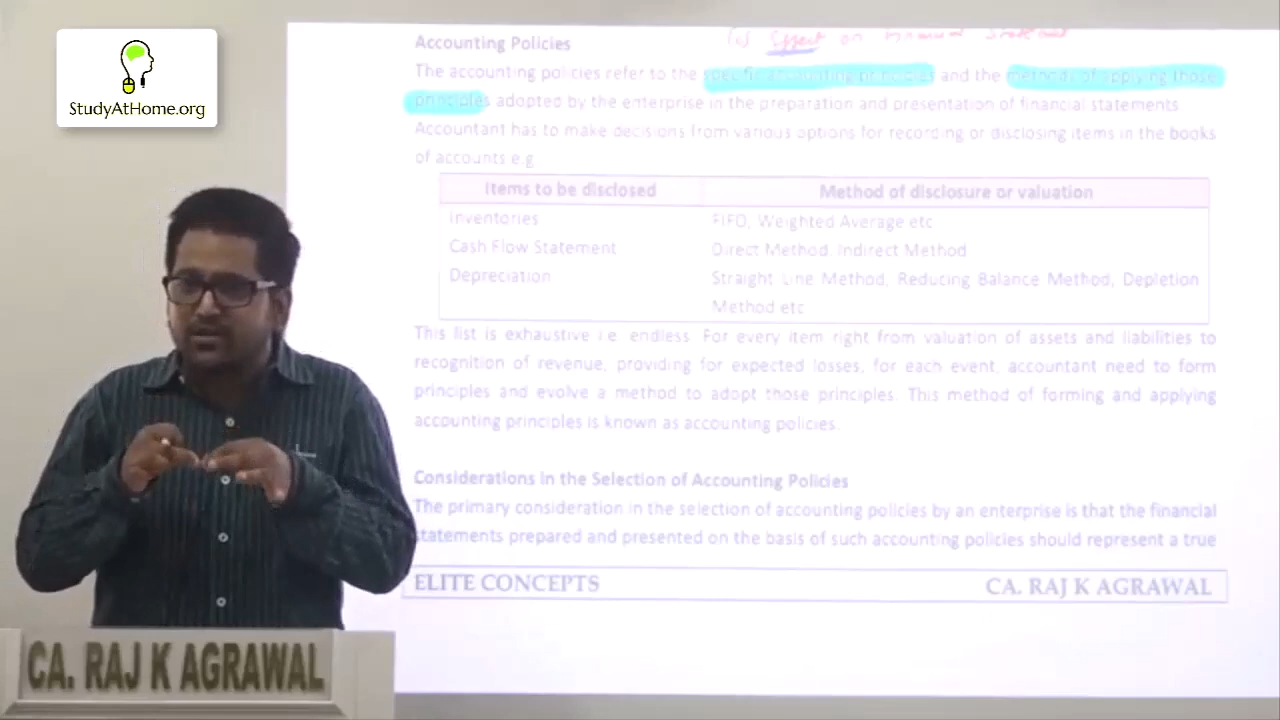 StudyAtHome.org
(c) Effect on Financial Statement
Accounting Policies
The accounting policies refer to the specific accounting principles and the methods of applying those
principles adopted by the enterprise in the preparation and presentation of financial statements.
Accountant has to make decisions from various options for recording or disclosing items in the books
of accounts e.g.
Items to be disclosed Method of disclosure or valuation
Inventories FIFO, Weighted Average etc
Cash Flow Statement Direct Method, Indirect Method
Depreciation Straight Line Method, Reducing Balance Method, Depletion
Method etc
This list is exhaustive i.e. endless. For every item right from valuation of assets and liabilities to
recognition of revenue, providing for expected losses, for each event, accountant need to form
principles and evolve a method to adopt those principles. This method of forming and applying
accounting principles is known as accounting policies.
Considerations in the Selection of Accounting Policies
The primary consideration in the selection of accounting policies by an enterprise is that the financial
statements prepared and presented on the basis of such accounting policies should represent a true
ELITE CONCEPTS CA. RAJ K AGRAWAL
CA. RAJ K AGRAWAL